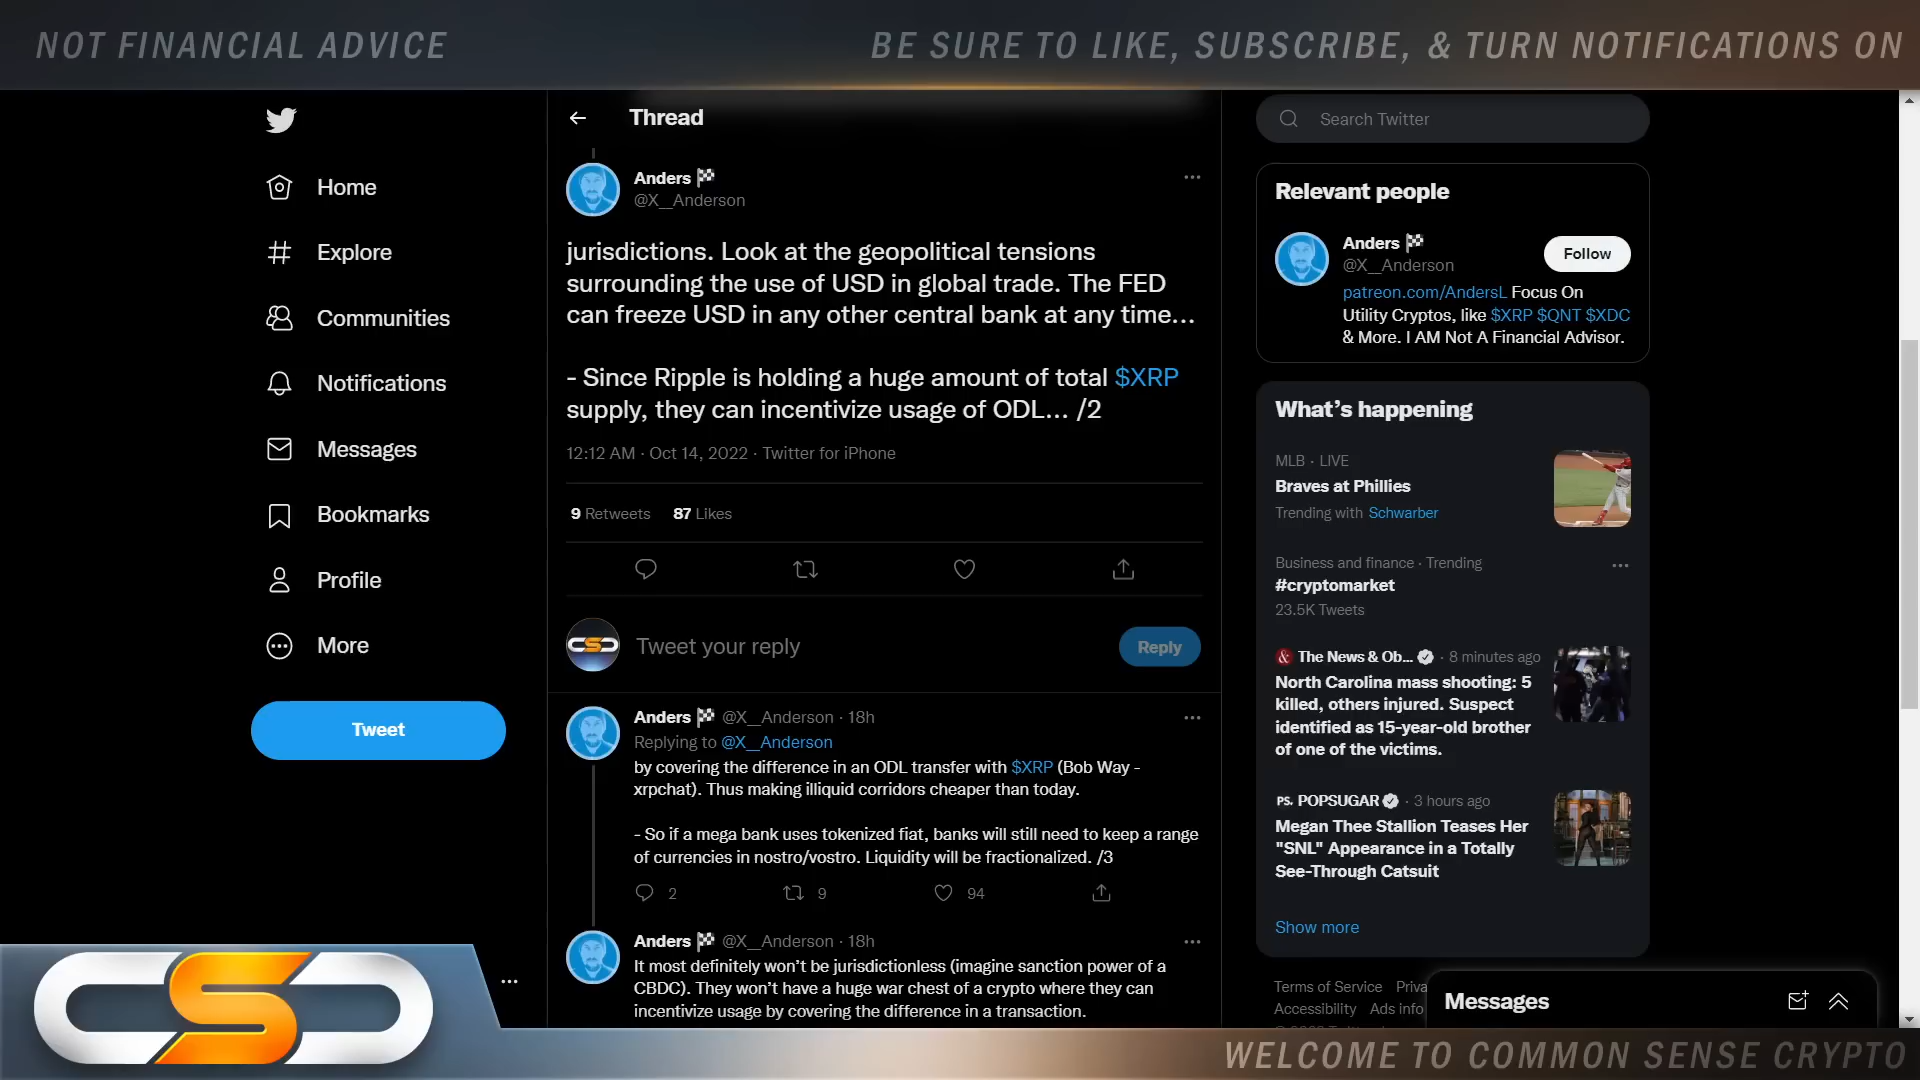 NOT FINANCIAL ADVICE
BE SURE TO LIKE, SUBSCRIBE, & TURN NOTIFICATIONS ON
Home
Explore
Communities
Notifications
Messages
Bookmarks
Profile
More
Tweet
Thread
Anders
@X__Anderson
jurisdictions. Look at the geopolitical tensions
surrounding the use of USD in global trade. The FED
can freeze USD in any other central bank at any time...
- Since Ripple is holding a huge amount of total $XRP
supply, they can incentivize usage of ODL... /2
12:12 AM · Oct 14, 2022 · Twitter for iPhone
9 Retweets 87 Likes
Tweet your reply
Reply
Anders @X__Anderson · 18h
Replying to @X__Anderson
by covering the difference in an ODL transfer with $XRP (Bob Way -
xrpchat). Thus making illiquid corridors cheaper than today.
- So if a mega bank uses tokenized fiat, banks will still need to keep a range
of currencies in nostro/vostro. Liquidity will be fractionalized. /3
2 9 94
Anders @X__Anderson · 18h
It most definitely won't be jurisdictionless (imagine sanction power of a
CBDC). They won't have a huge war chest of a crypto where they can
incentivize usage by covering the difference in a transaction.
Search Twitter
Relevant people
Anders
@X__Anderson
Follow
patreon.com/AndersL Focus On
Utility Cryptos, like $XRP $QNT $XDC
& More. I AM Not A Financial Advisor.
What's happening
MLB · LIVE
Braves at Phillies
Trending with Schwarber
Business and finance · Trending
#cryptomarket
23.5K Tweets
The News & Ob... · 8 minutes ago
North Carolina mass shooting: 5
killed, others injured. Suspect
identified as 15-year-old brother
of one of the victims.
PS. POPSUGAR · 3 hours ago
Megan Thee Stallion Teases Her
"SNL" Appearance in a Totally
See-Through Catsuit
Show more
Terms of Service Priva
Accessibility Ads info
Messages
CSC
WELCOME TO COMMON SENSE CRYPTO